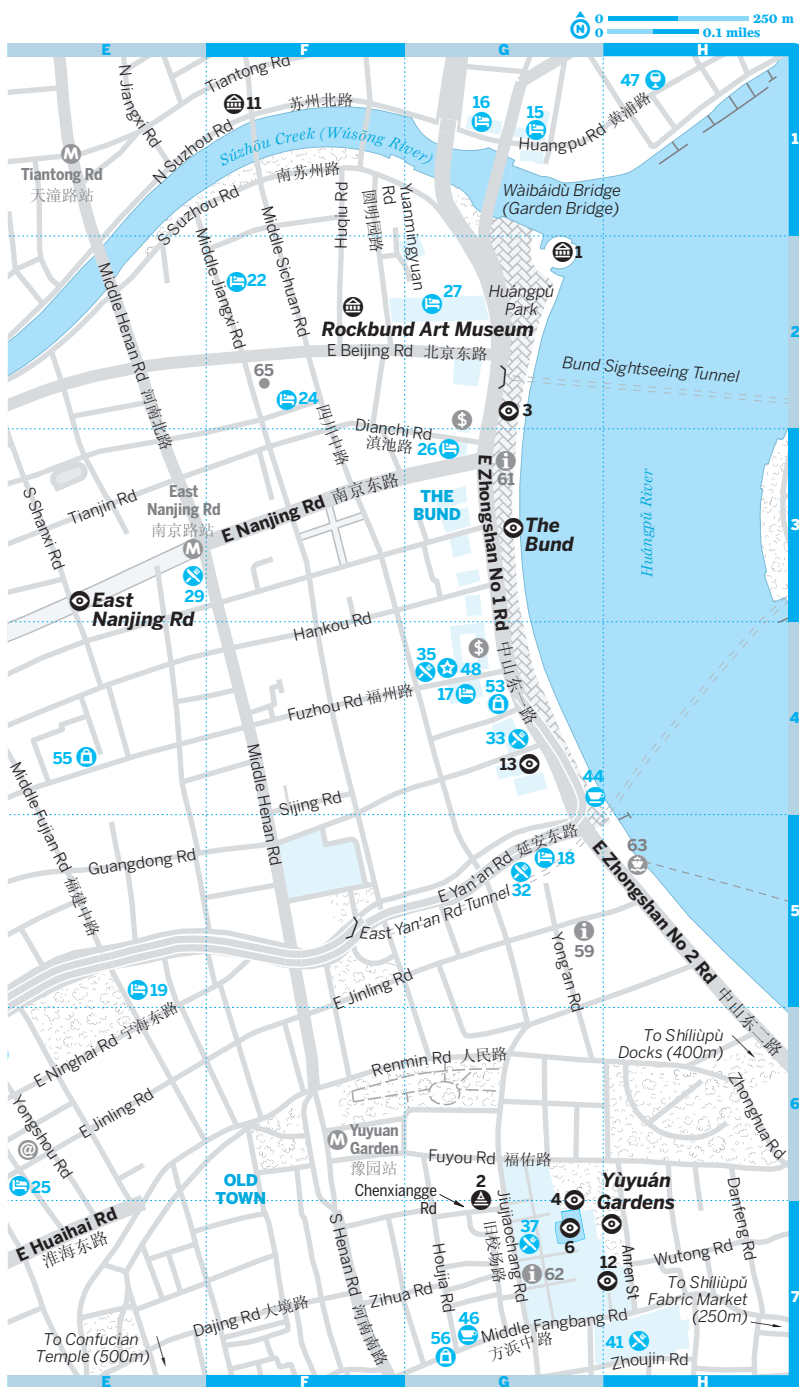 N
0 250 m
0 0.1 miles
E F G H
Tiantong Rd
N Jiangxi Rd
11
苏州北路
16
15
47
Huangpu Rd 黄浦路
1
M
Tiantong Rd
天潼路站
N Suzhou Rd
Sūzhōu Creek (Wúsōng River)
南苏州路
S Suzhou Rd
Wàibáidù Bridge
(Garden Bridge)
Huqiu Rd
圆明园路
Yuanmingyuan
Rd
Middle Sichuan Rd
Middle Jiangxi Rd
Middle Henan Rd 河南北路
1
22
27
Huángpǔ
Park
Rockbund Art Museum
2
E Beijing Rd 北京东路
Bund Sightseeing Tunnel
65
24
3
四川中路
$
Dianchi Rd
滇池路
26
i
61
E Zhongshan No 1 Rd 中山东一路
S Shanxi Rd
Tianjin Rd
East
Nanjing Rd
南京路站
M
E Nanjing Rd 南京东路
THE
BUND
The
Bund
Huángpǔ River
3
29
East
Nanjing Rd
Hankou Rd
$
35
48
17
53
Fuzhou Rd 福州路
33
13
4
55
44
Middle Henan Rd
Middle Fujian Rd 福建中路
Sijing Rd
63
Guangdong Rd
E Yan'an Rd 延安东路
18
32
E Zhongshan No 2 Rd 中山东二路
East Yan'an Rd Tunnel
5
i
59
Yong'an Rd
19
E Jinling Rd
E Ninghai Rd 宁海东路
To Shíliùpù
Docks (400m)
Renmin Rd 人民路
Zhonghua Rd
6
E Jinling Rd
Yongshou Rd
@
M
Yuyuan
Garden
豫园站
Fuyou Rd 福佑路
25
OLD
TOWN
2
Chenxiangge
Rd
4
Yùyuán
Gardens
Danfeng Rd
E Huaihai Rd
淮海东路
S Henan Rd 河南南路
Jiujiaochang Rd
旧校场路
37
6
Houjia Rd
i
62
12
Anren St
Wutong Rd
7
Zihua Rd
To Shíliùpǔ
Fabric Market
(250m)
Dajing Rd 大境路
46
Middle Fangbang Rd
方浜中路
41
To Confucian
Temple (500m)
56
Zhoujin Rd
E F G H